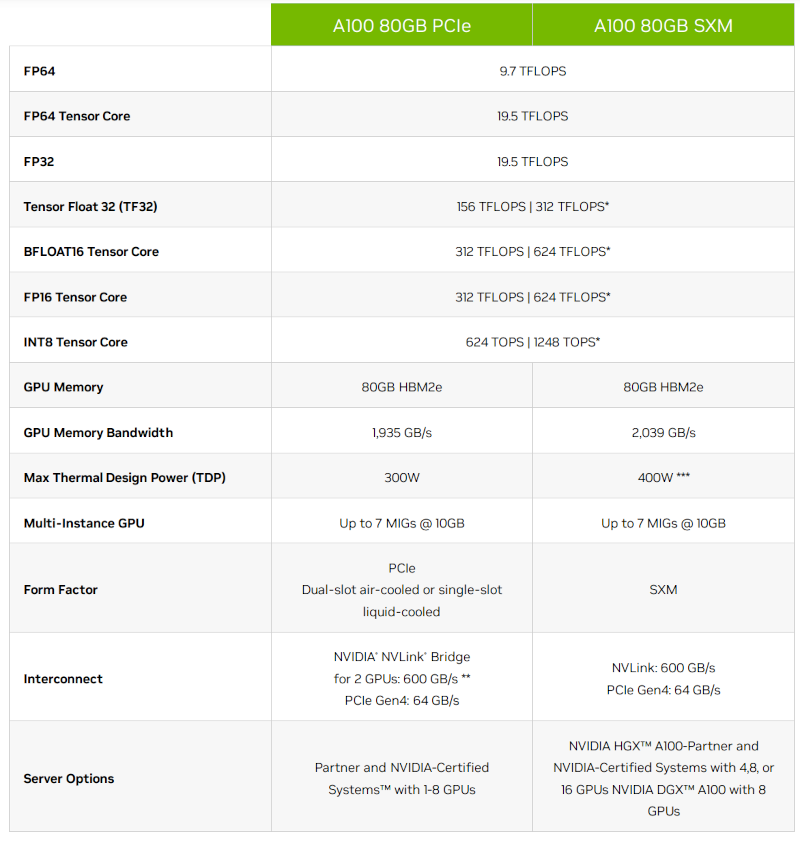 A100 80GB PCIe A100 80GB SXM
FP64 9.7 TFLOPS
FP64 Tensor Core 19.5 TFLOPS
FP32 19.5 TFLOPS
Tensor Float 32 (TF32) 156 TFLOPS | 312 TFLOPS*
BFLOAT16 Tensor Core 312 TFLOPS | 624 TFLOPS*
FP16 Tensor Core 312 TFLOPS | 624 TFLOPS*
INT8 Tensor Core 624 TOPS | 1248 TOPS*
GPU Memory 80GB HBM2e 80GB HBM2e
GPU Memory Bandwidth 1,935 GB/s 2,039 GB/s
Max Thermal Design Power (TDP) 300W 400W ***
Multi-Instance GPU Up to 7 MIGs @ 10GB Up to 7 MIGs @ 10GB
Form Factor
PCIe
Dual-slot air-cooled or single-slot
liquid-cooled
SXM
Interconnect
NVIDIA® NVLink® Bridge
for 2 GPUs: 600 GB/s **
PCIe Gen4: 64 GB/s
NVLink: 600 GB/s
PCIe Gen4: 64 GB/s
Server Options
Partner and NVIDIA-Certified
Systems™ with 1-8 GPUs
NVIDIA HGX™ A100-Partner and
NVIDIA-Certified Systems with 4,8, or
16 GPUs NVIDIA DGX™ A100 with 8
GPUs